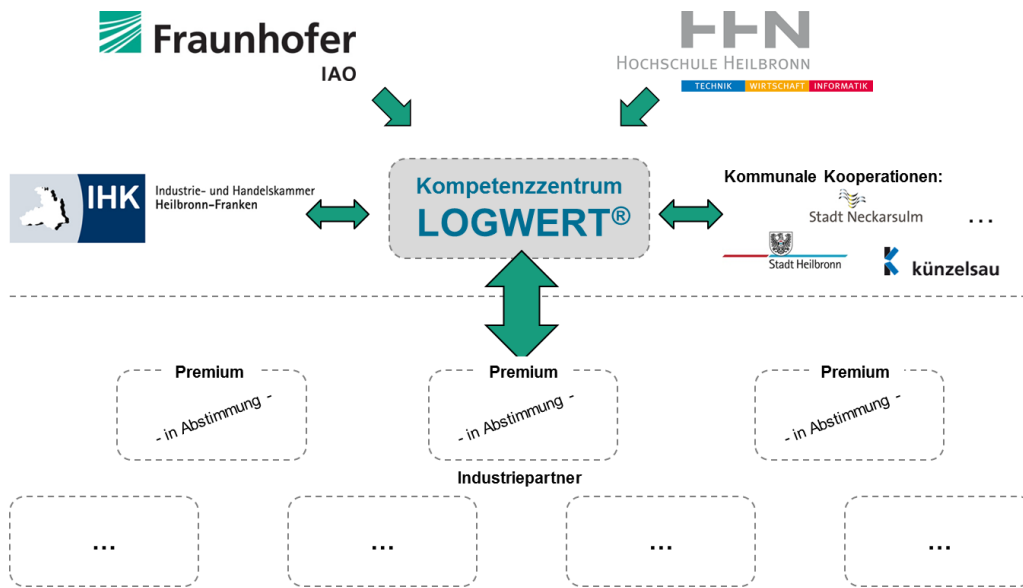 Fraunhofer
IAO
HHN
HOCHSCHULE HEILBRONN
TECHNIK WIRTSCHAFT INFORMATIK
IHK
Industrie- und Handelskammer
Heilbronn-Franken
Kompetenzzentrum
LOGWERT®
Kommunale Kooperationen:
Stadt Neckarsulm
...
Stadt Heilbronn
künzelsau
Premium
- in Abstimmung -
Premium
- in Abstimmung -
Premium
- in Abstimmung -
Industriepartner
...
...
...
...